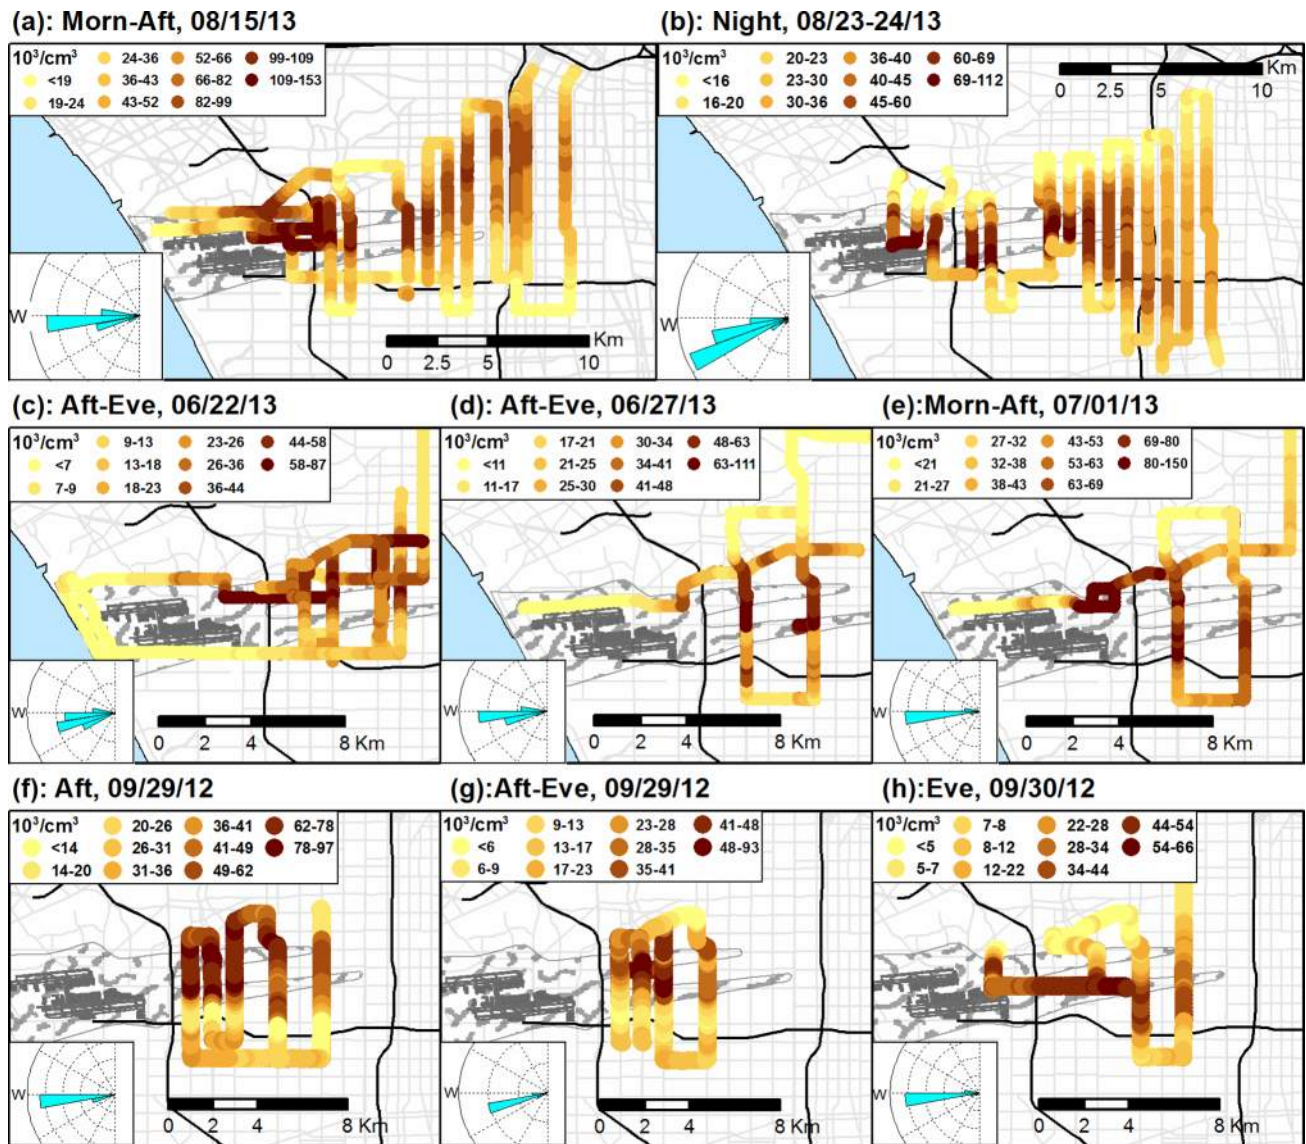 (a): Morn-Aft, 08/15/13
10³/cm³
24-36 52-66 99-109
<19 36-43 66-82 109-153
19-24 43-52 82-99
W
Km
0 2.5 5 10
(b): Night, 08/23-24/13
10³/cm³
20-23 36-40 60-69
<16 23-30 40-45 69-112
16-20 30-36 45-60
Km
0 2.5 5 10
W
(c): Aft-Eve, 06/22/13
10³/cm³
9-13 23-26 44-58
<7 13-18 26-36 58-87
7-9 18-23 36-44
W
0 2 4 8 Km
(d): Aft-Eve, 06/27/13
10³/cm³
17-21 30-34 48-63
<11 21-25 34-41 63-111
11-17 25-30 41-48
W
0 2 4 8 Km
(e):Morn-Aft, 07/01/13
10³/cm³
27-32 43-53 69-80
<21 32-38 53-63 80-150
21-27 38-43 63-69
W
0 2 4 8 Km
(f): Aft, 09/29/12
10³/cm³
20-26 36-41 62-78
<14 26-31 41-49 78-97
14-20 31-36 49-62
W
0 2 4 8 Km
(g):Aft-Eve, 09/29/12
10³/cm³
9-13 23-28 41-48
<6 13-17 28-35 48-93
6-9 17-23 35-41
W
0 2 4 8 Km
(h):Eve, 09/30/12
10³/cm³
7-8 22-28 44-54
<5 8-12 28-34 54-66
5-7 12-22 34-44
W
0 2 4 8 Km